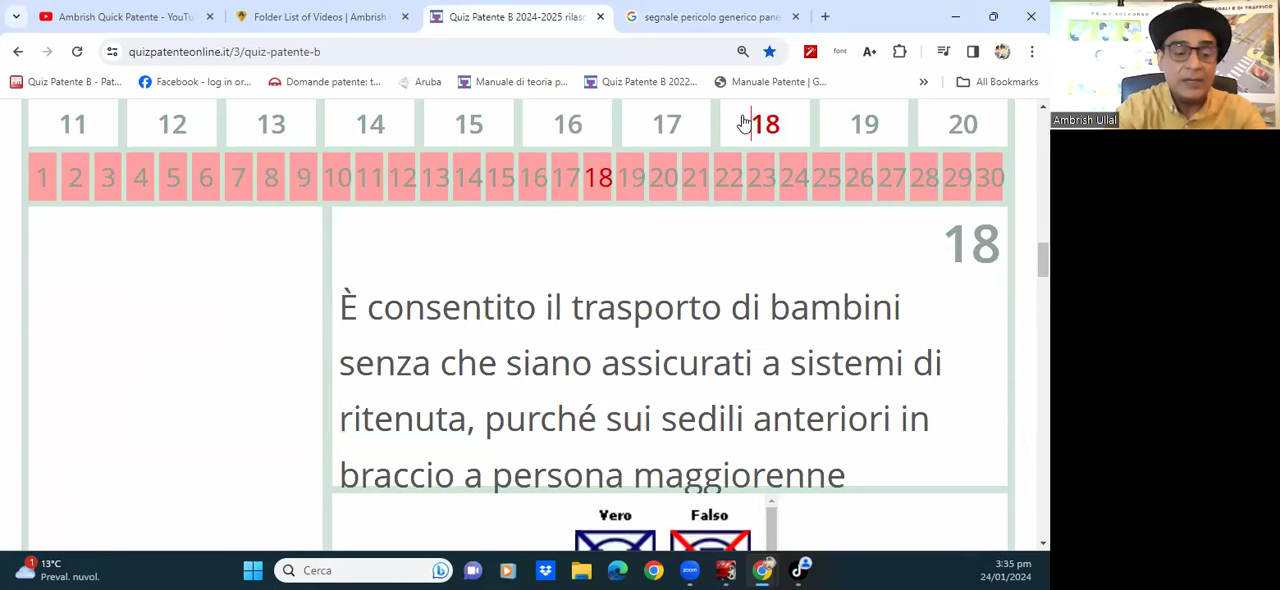 Ambrish Quick Patente - YouTu
Folder List of Videos | Ambrish
Quiz Patente B 2024-2025 rilasc
segnale pericolo generico pane
quizpatenteonline.it/3/quiz-patente-b
font
A+
Quiz Patente B - Pat...
Facebook - log in or...
Domande patente: t...
Aruba
Manuale di teoria p...
Quiz Patente B 2022...
Manuale Patente | G...
»
All Bookmarks
11 12 13 14 15 16 17 18 19 20
1 2 3 4 5 6 7 8 9 10 11 12 13 14 15 16 17 18 19 20 21 22 23 24 25 26 27 28 29 30
18
È consentito il trasporto di bambini
senza che siano assicurati a sistemi di
ritenuta, purché sui sedili anteriori in
braccio a persona maggiorenne
Vero Falso
PRIMO SOCCORSO
Ambrish Ullal
1
13°C
Preval. nuvol.
Cerca
zoom
3:35 pm
24/01/2024